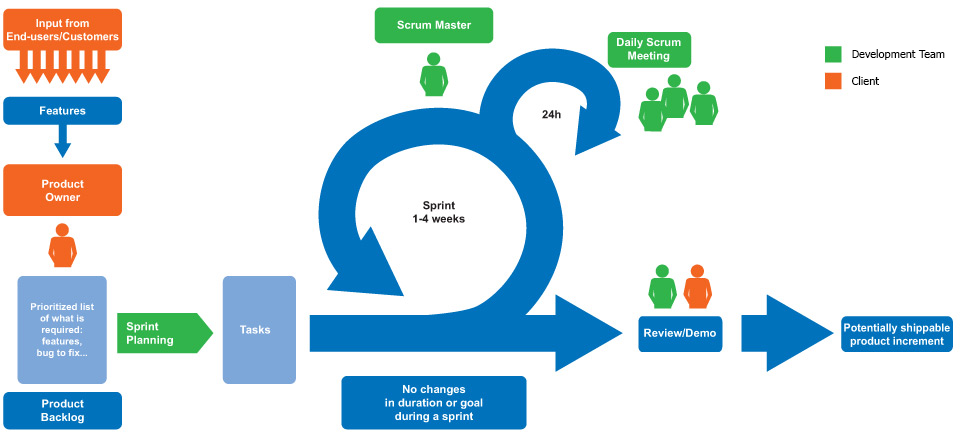 Input from
End-users/Customers
Features
Product
Owner
Prioritized list
of what is
required:
features,
bug to fix...
Product
Backlog
Sprint
Planning
Tasks
Scrum Master
Sprint
1-4 weeks
24h
Daily Scrum
Meeting
No changes
in duration or goal
during a sprint
Review/Demo
Potentially shippable
product increment
Development Team
Client